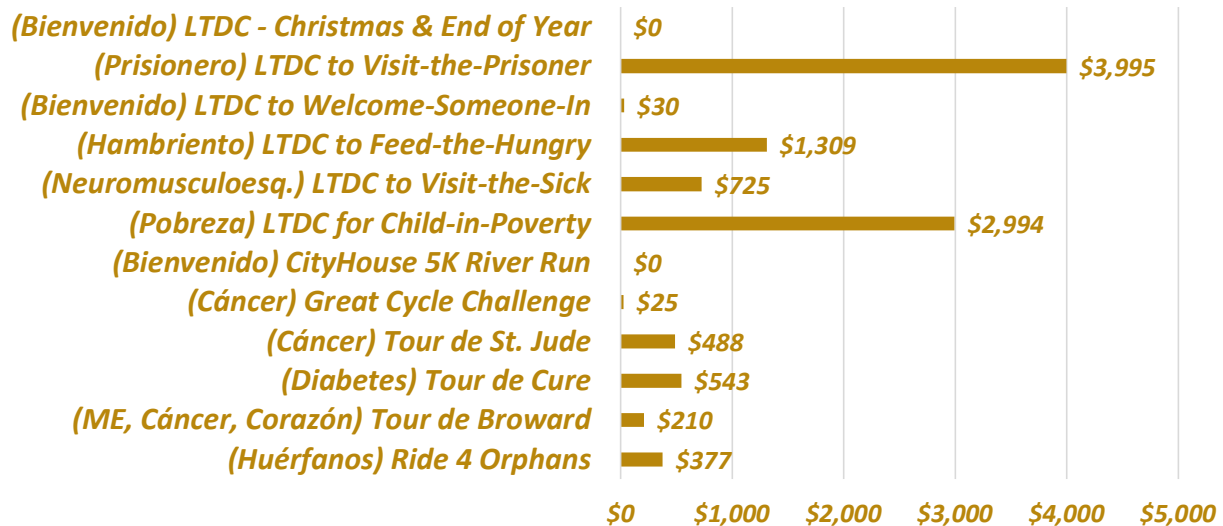 (Bienvenido) LTDC - Christmas & End of Year $0
(Prisionero) LTDC to Visit-the-Prisoner $3,995
(Bienvenido) LTDC to Welcome-Someone-In $30
(Hambriento) LTDC to Feed-the-Hungry $1,309
(Neuromusculoesq.) LTDC to Visit-the-Sick $725
(Pobreza) LTDC for Child-in-Poverty $2,994
(Bienvenido) CityHouse 5K River Run $0
(Cáncer) Great Cycle Challenge $25
(Cáncer) Tour de St. Jude $488
(Diabetes) Tour de Cure $543
(ME, Cáncer, Corazón) Tour de Broward $210
(Huérfanos) Ride 4 Orphans $377
$0 $1,000 $2,000 $3,000 $4,000 $5,000